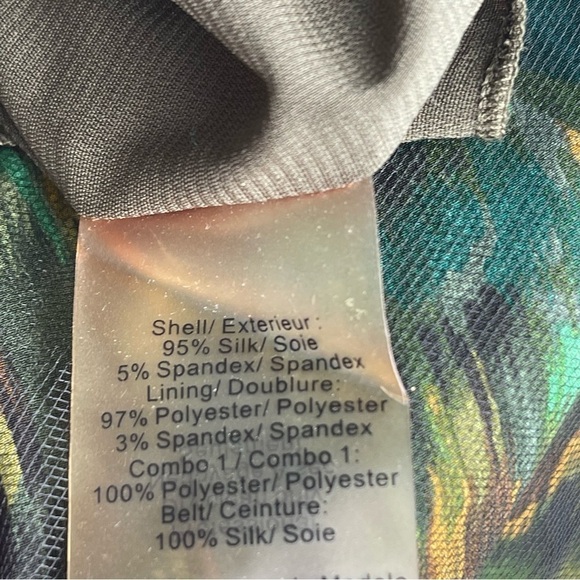 Shell/ Exterieur :
95% Silk/ Soie
5% Spandex/ Spandex
Lining/ Doublure:
97% Polyester/ Polyester
3% Spandex/ Spandex
Combo 1/ Combo 1:
100% Polyester/ Polyester
Belt/ Ceinture:
100% Silk/ Soie